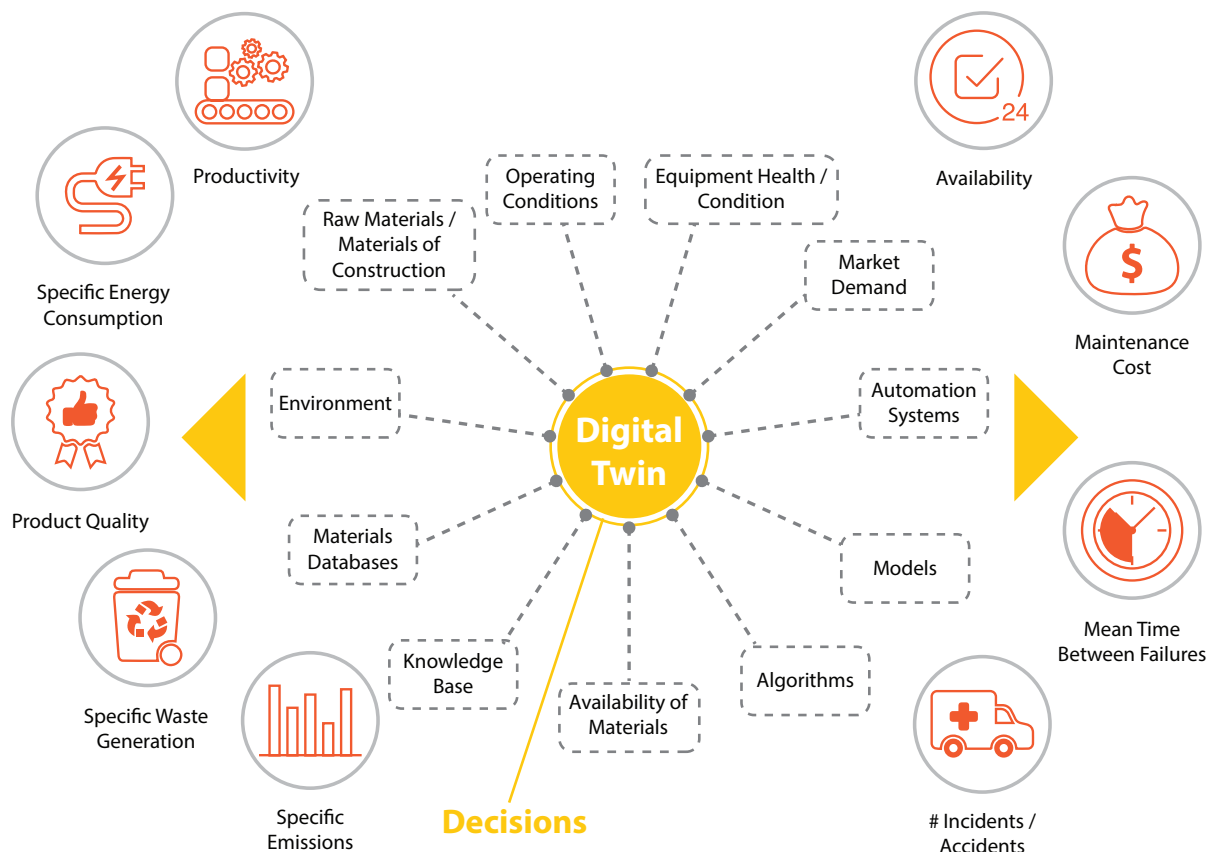 24
Productivity
Availability
Operating
Conditions
Equipment Health /
Condition
Raw Materials /
Materials of
Construction
Market
Demand
$
Specific Energy
Consumption
Maintenance
Cost
Environment
Automation
Systems
Digital
Twin
Product Quality
Materials
Databases
Models
Mean Time
Between Failures
Knowledge
Base
Algorithms
Availability of
Materials
Specific Waste
Generation
Decisions
Specific
Emissions
# Incidents /
Accidents